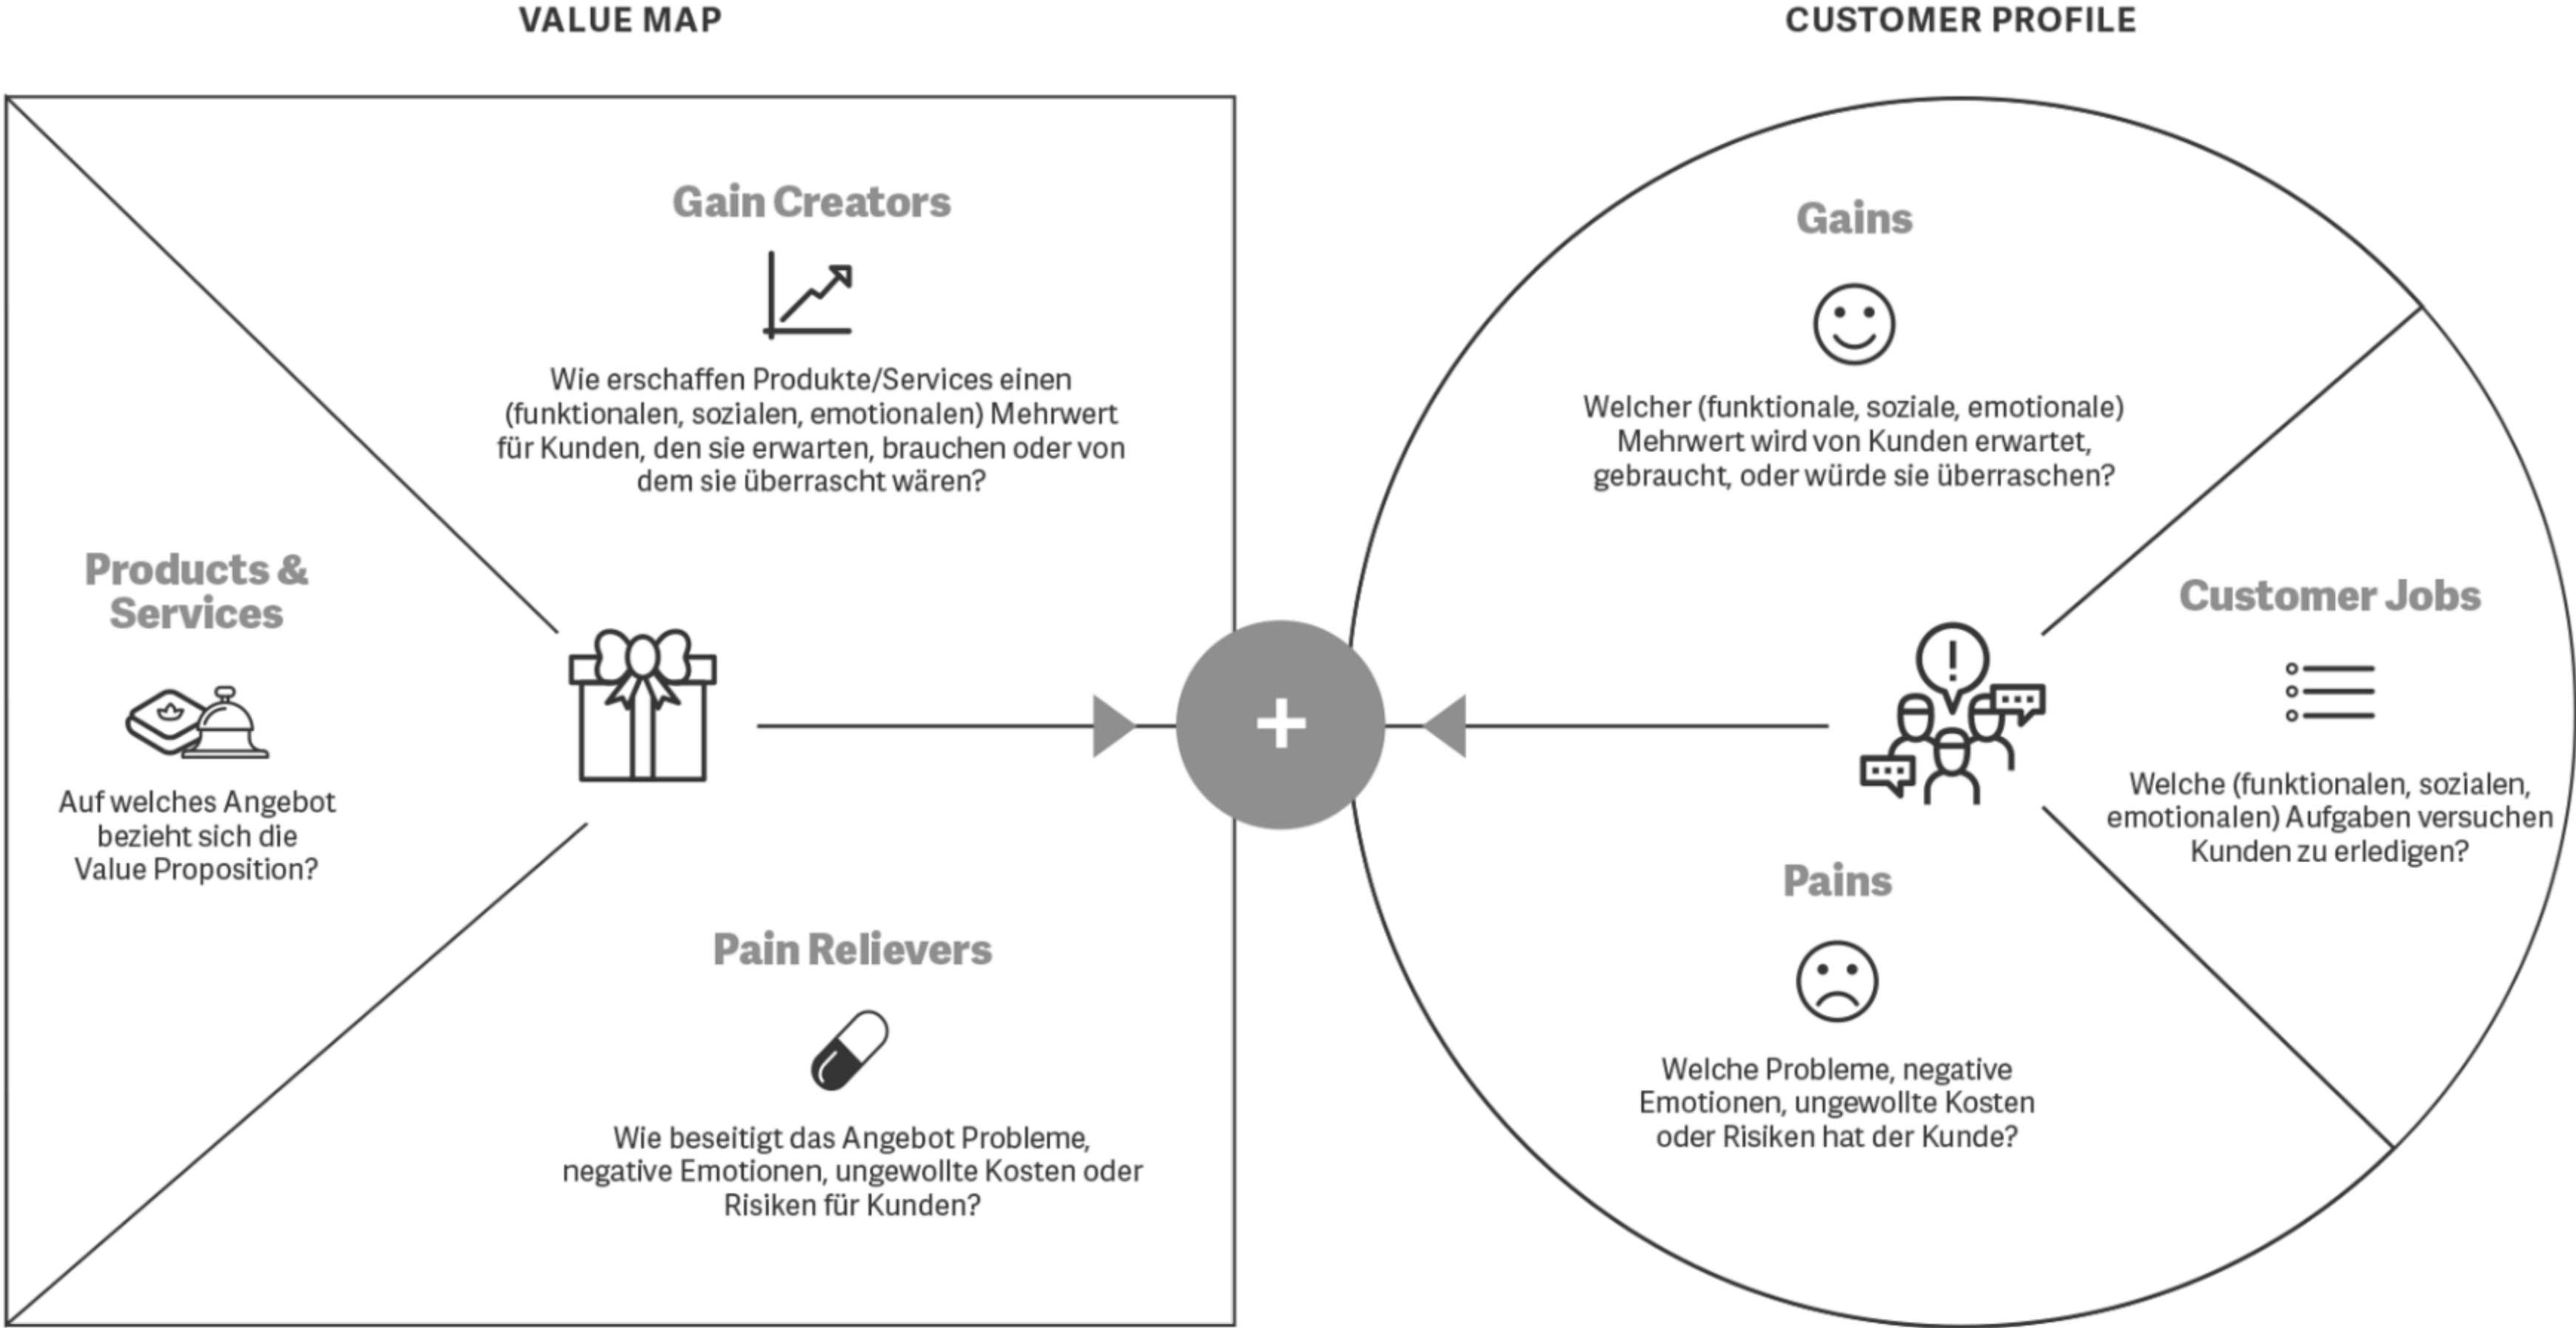 VALUE MAP
Gain Creators
Wie erschaffen Produkte/Services einen
(funktionalen, sozialen, emotionalen) Mehrwert
für Kunden, den sie erwarten, brauchen oder von
dem sie überrascht wären?
Products &
Services
Auf welches Angebot
bezieht sich die
Value Proposition?
Pain Relievers
Wie beseitigt das Angebot Probleme,
negative Emotionen, ungewollte Kosten oder
Risiken für Kunden?
CUSTOMER PROFILE
Gains
Welcher (funktionale, soziale, emotionale)
Mehrwert wird von Kunden erwartet,
gebraucht, oder würde sie überraschen?
Customer Jobs
Welche (funktionalen, sozialen,
emotionalen) Aufgaben versuchen
Kunden zu erledigen?
Pains
Welche Probleme, negative
Emotionen, ungewollte Kosten
oder Risiken hat der Kunde?